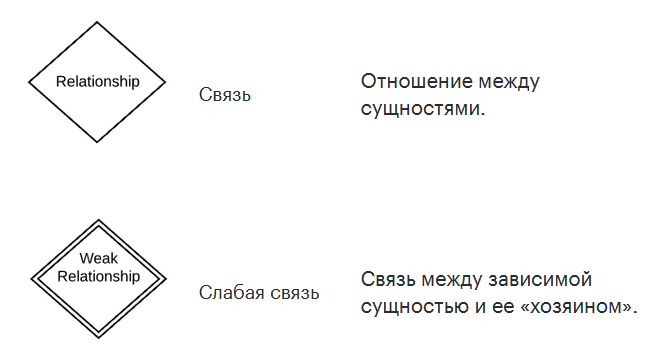 Relationship
Связь
Отношение между
сущностями.
Weak
Relationship
Слабая связь
Связь между зависимой
сущностью и ее «хозяином».